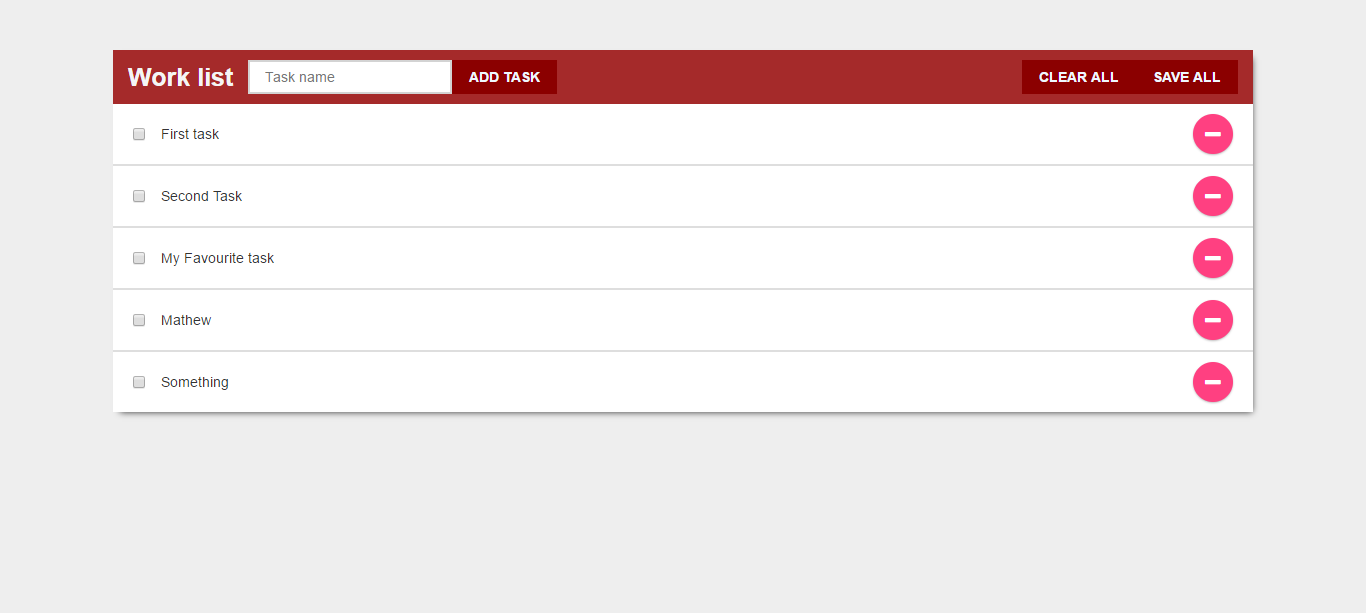 Work list Task name ADD TASK CLEAR ALL SAVE ALL
First task
Second Task
My Favourite task
Mathew
Something